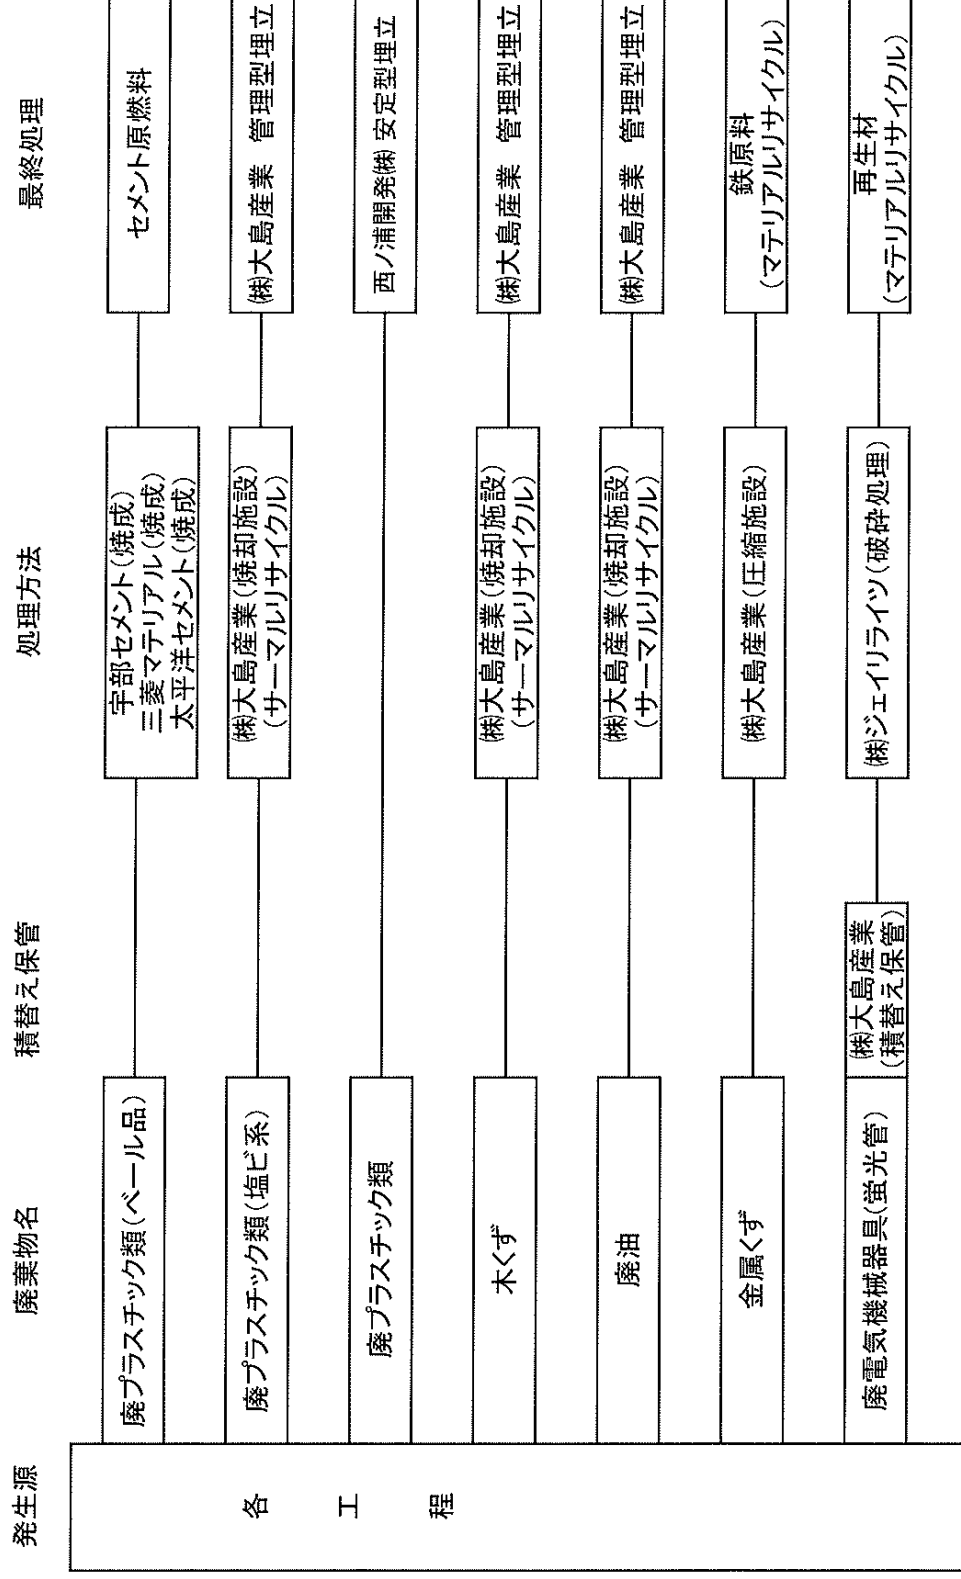 発生源
廃棄物名
積替え保管
処理方法
最終処理
各工程
廃プラスチック類(ベール品)
宇部セメント(焼成)
三菱マテリアル(焼成)
太平洋セメント(焼成)
セメント原燃料
廃プラスチック類(塩ビ系)
㈱大島産業(焼却施設)
(サーマルリサイクル)
㈱大島産業 管理型埋立
廃プラスチック類
西ノ浦開発㈱ 安定型埋立
木くず
㈱大島産業(焼却施設)
(サーマルリサイクル)
㈱大島産業 管理型埋立
廃油
㈱大島産業(焼却施設)
(サーマルリサイクル)
㈱大島産業 管理型埋立
金属くず
㈱大島産業(圧縮施設)
鉄原料
(マテリアルリサイクル)
廃電気機械器具(蛍光管)
㈱大島産業
(積替え保管)
㈱ジェイリライツ(破砕処理)
再生材
(マテリアルリサイクル)